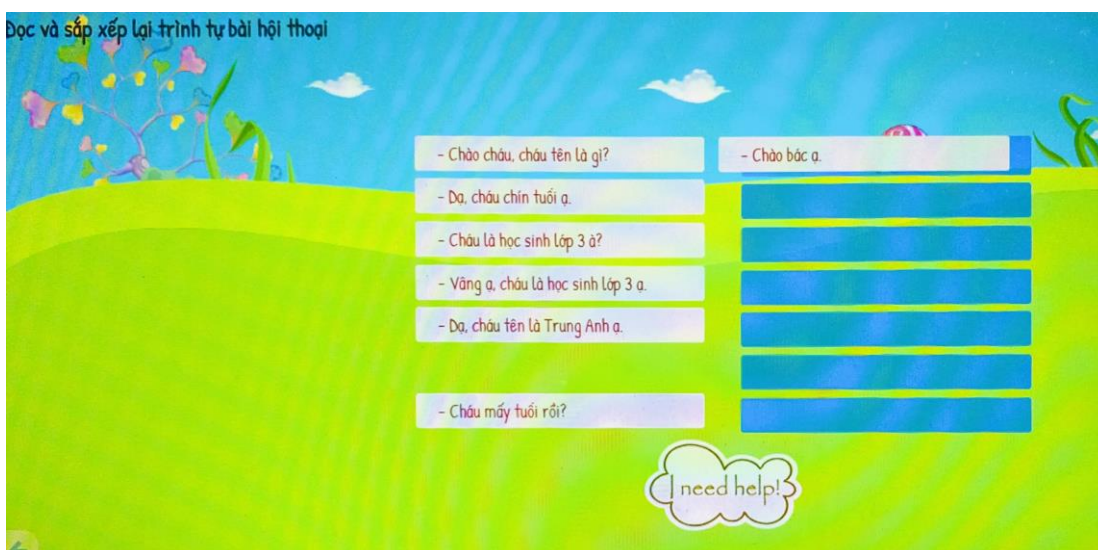 Đọc và sắp xếp lại trình tự bài hội thoại
- Chào cháu, cháu tên là gì?
- Chào bác ạ.
- Dạ, cháu chín tuổi ạ.
- Cháu là học sinh lớp 3 à?
- Vâng ạ, cháu là học sinh lớp 3 ạ.
- Dạ, cháu tên là Trung Anh ạ.
- Cháu mấy tuổi rồi?
I need help!